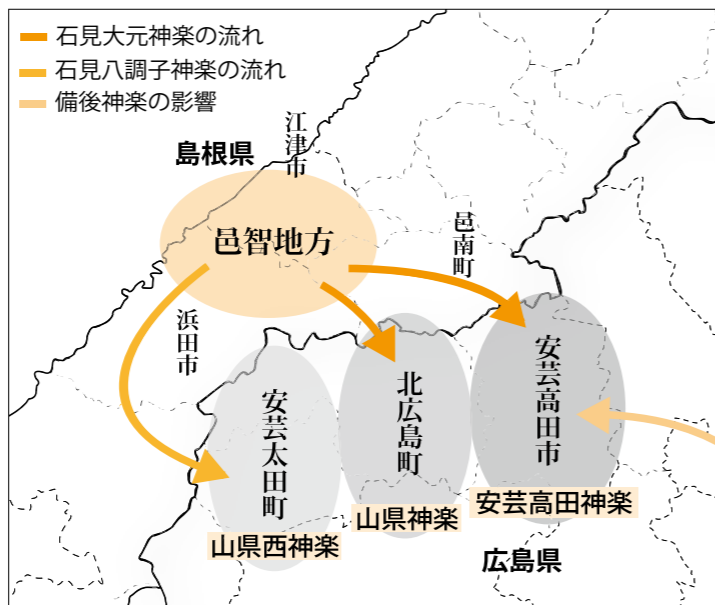 石見大元神楽の流れ
石見八調子神楽の流れ
備後神楽の影響
江津市
島根県
邑智地方
邑南町
浜田市
安芸太田町
北広島町
安芸高田市
山県西神楽
山県神楽
安芸高田神楽
広島県